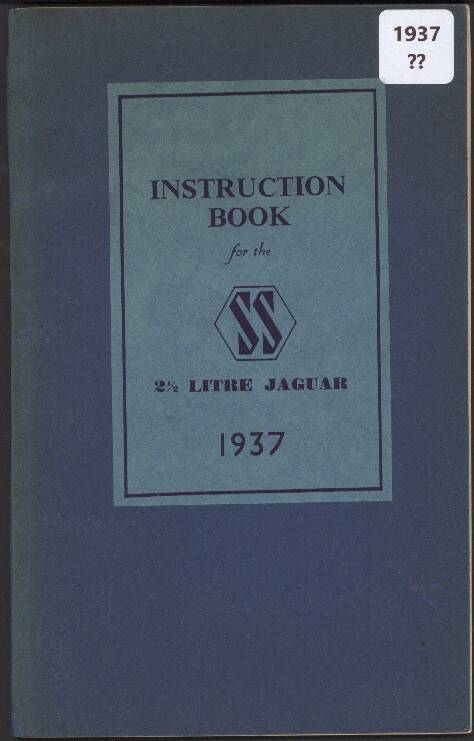 1937
??
INSTRUCTION
BOOK
for the
SS
2½ LITRE JAGUAR
1937